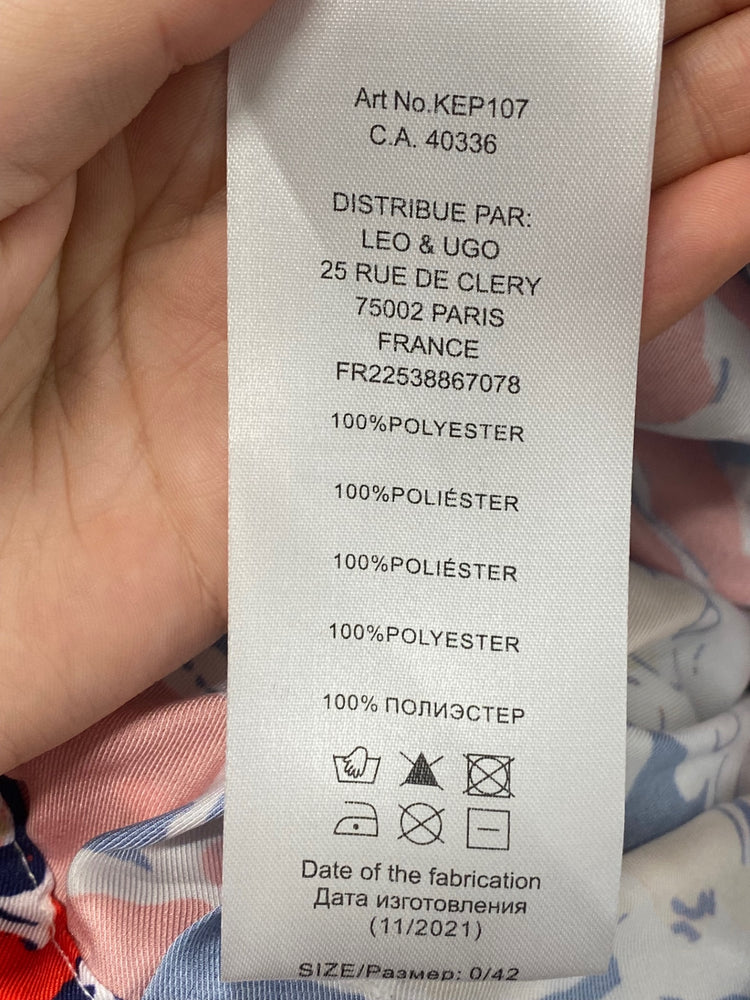 Art No.KEP107
C.A. 40336
DISTRIBUE PAR:
LEO & UGO
25 RUE DE CLERY
75002 PARIS
FRANCE
FR22538867078
100%POLYESTER
100%POLIÉSTER
100%POLIÉSTER
100%POLYESTER
100% ПОЛИЭСТЕР
Date of the fabrication
Дата изготовления
(11/2021)
SIZE/Размер: 0/42